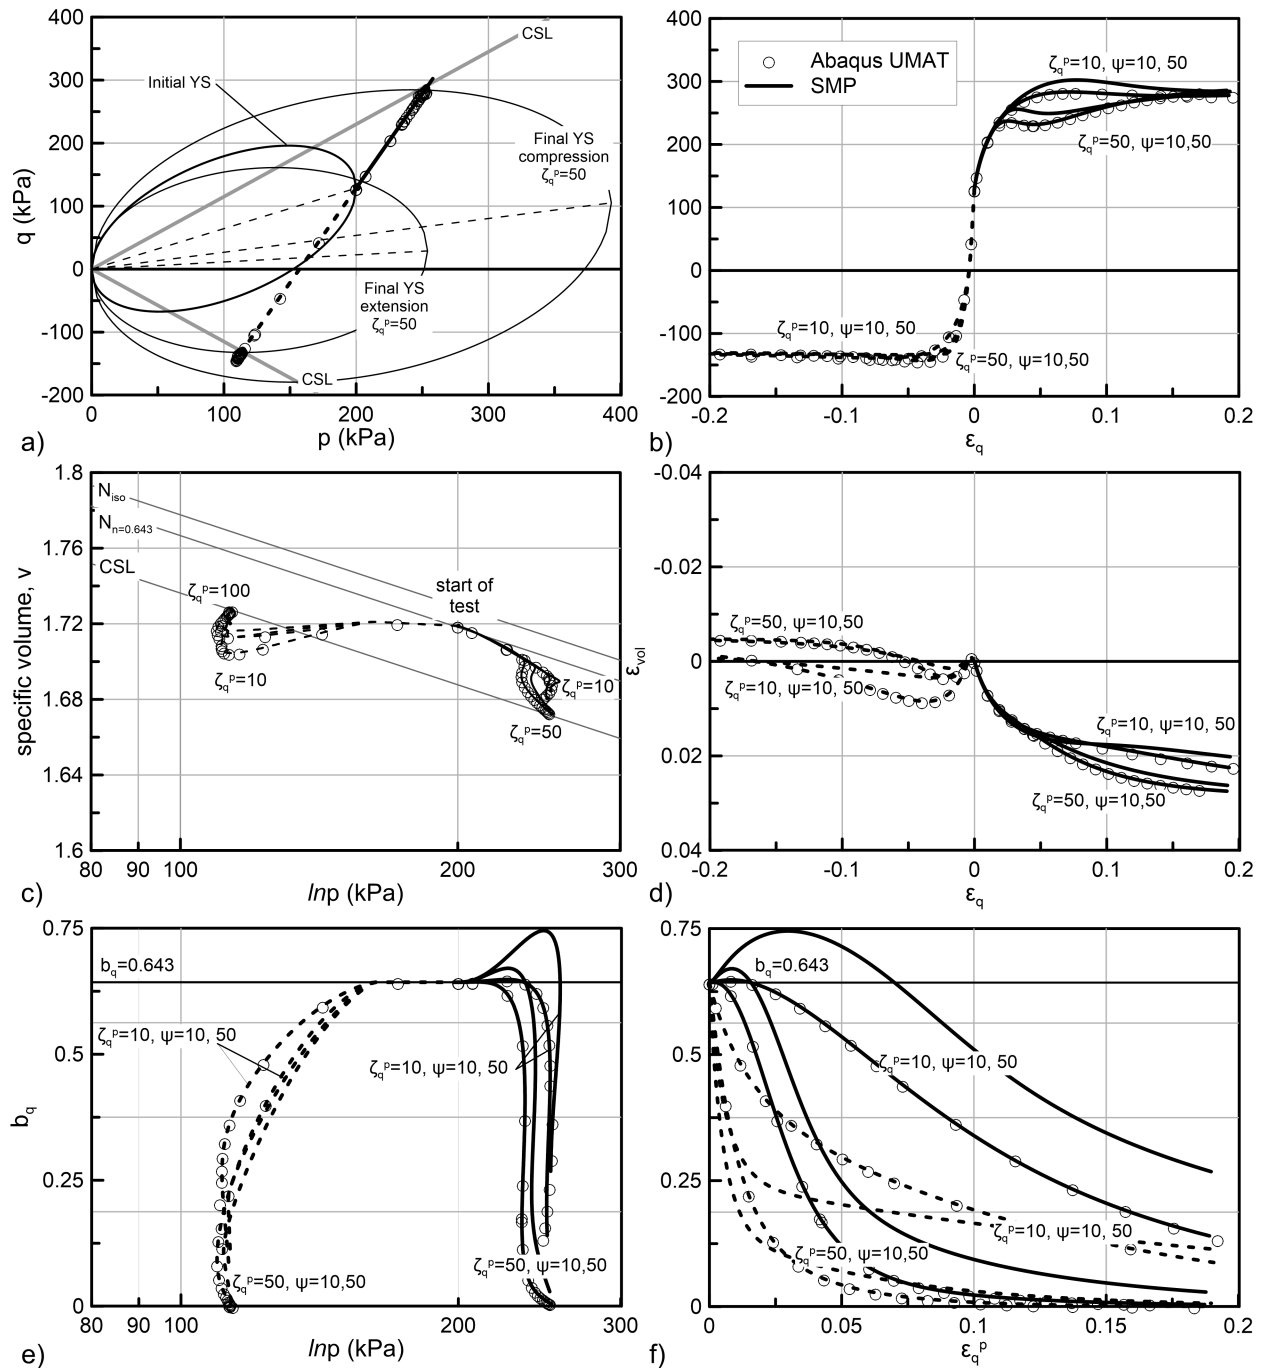 400
300
200
100
0
-100
-200
q (kPa)
Initial YS
CSL
Final YS
compression
ζqᵖ=50
Final YS
extension
ζqᵖ=50
CSL
0
100
200
300
400
p (kPa)
a)
400
300
200
100
0
-100
-200
Abaqus UMAT
SMP
ζqᵖ=10, ψ=10, 50
ζqᵖ=50, ψ=10,50
ζqᵖ=10, ψ=10, 50
ζqᵖ=50, ψ=10,50
-0.2
-0.1
0
0.1
0.2
εq
b)
1.8
1.76
1.72
1.68
1.64
1.6
specific volume, v
Niso
Nn=0.643
CSL
ζqᵖ=100
start of
test
ζqᵖ=10
ζqᵖ=10
ζqᵖ=50
80
90
100
200
300
lnp (kPa)
c)
-0.04
-0.02
0
0.02
0.04
εvol
ζqᵖ=50, ψ=10,50
ζqᵖ=10, ψ=10, 50
ζqᵖ=10, ψ=10, 50
ζqᵖ=50, ψ=10,50
-0.2
-0.1
0
0.1
0.2
εq
d)
0.75
0.5
0.25
0
bq
bq=0.643
ζqᵖ=10, ψ=10, 50
ζqᵖ=10, ψ=10, 50
ζqᵖ=50, ψ=10,50
ζqᵖ=50, ψ=10,50
80
90
100
200
300
lnp (kPa)
e)
0.75
0.5
0.25
0
bq=0.643
ζqᵖ=10, ψ=10, 50
ζqᵖ=10, ψ=10, 50
ζqᵖ=50, ψ=10,50
0
0.05
0.1
0.15
0.2
εqᵖ
f)